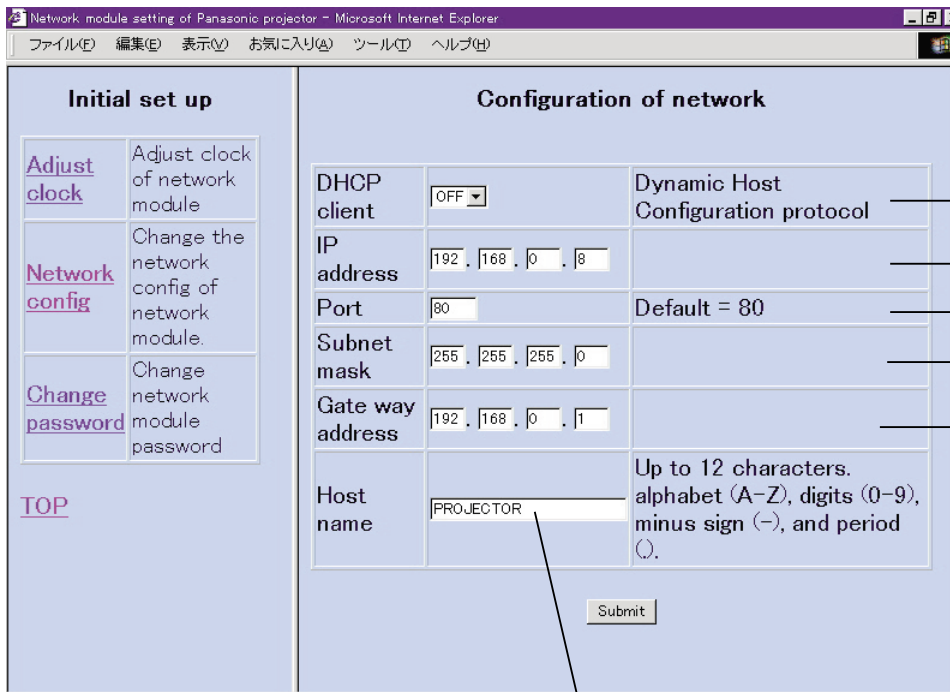 Network module setting of Panasonic projector - Microsoft Internet Explorer
ファイル(F) 編集(E) 表示(V) お気に入り(A) ツール(T) ヘルプ(H)
Initial set up
Adjust
clock
Adjust clock
of network
module
Network
config
Change the
network
config of
network
module.
Change
password
Change
network
module
password
TOP
Configuration of network
DHCP
client
OFF
Dynamic Host
Configuration protocol
IP
address
192 . 168 . 0 . 8
Port
80
Default = 80
Subnet
mask
255 . 255 . 255 . 0
Gate way
address
192 . 168 . 0 . 1
Host
name
PROJECTOR
Up to 12 characters.
alphabet (A-Z), digits (0-9),
minus sign (-), and period
(.).
Submit